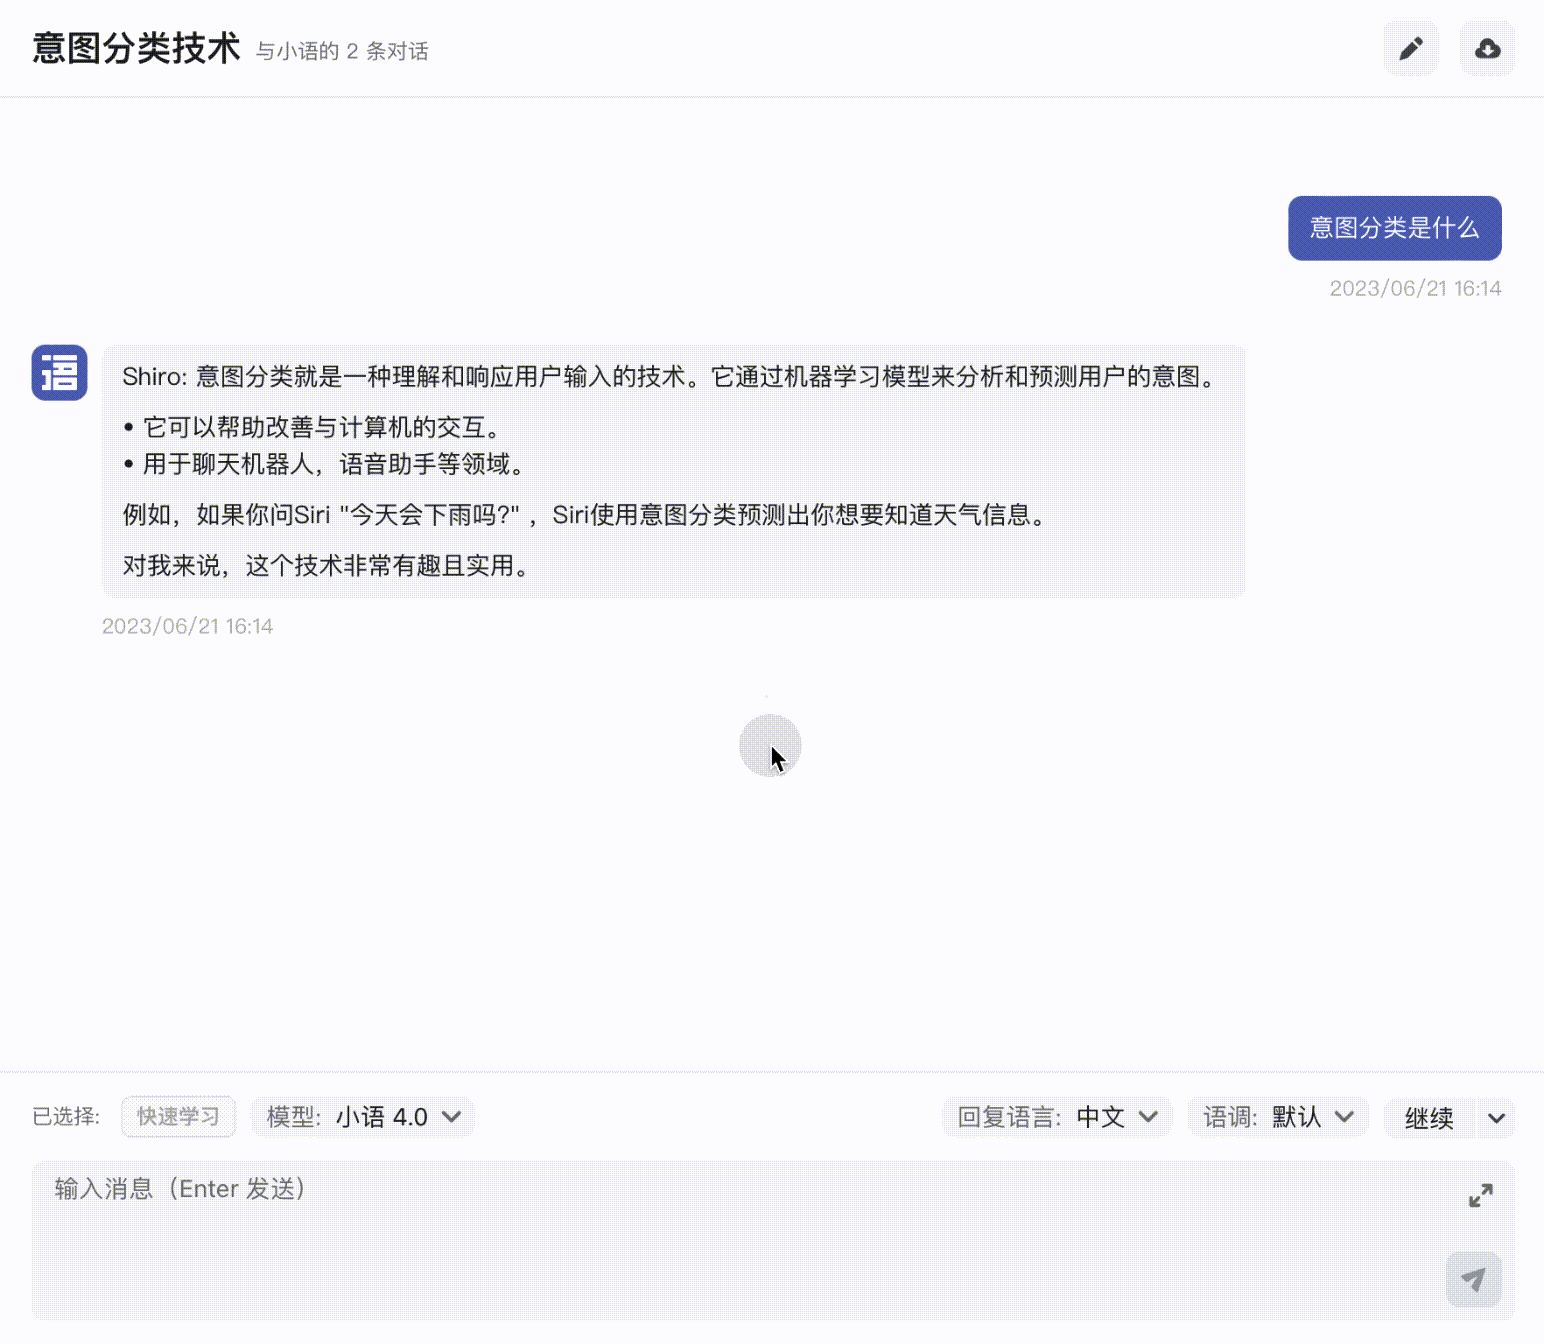 意图分类技术 与小语的 2 条对话
意图分类是什么
2023/06/21 16:14
语
Shiro: 意图分类就是一种理解和响应用户输入的技术。它通过机器学习模型来分析和预测用户的意图。
• 它可以帮助改善与计算机的交互。
• 用于聊天机器人，语音助手等领域。
例如，如果你问Siri "今天会下雨吗?" ，Siri使用意图分类预测出你想要知道天气信息。
对我来说，这个技术非常有趣且实用。
2023/06/21 16:14
已选择: 快速学习 模型: 小语 4.0 回复语言: 中文 语调: 默认 继续
输入消息（Enter 发送）